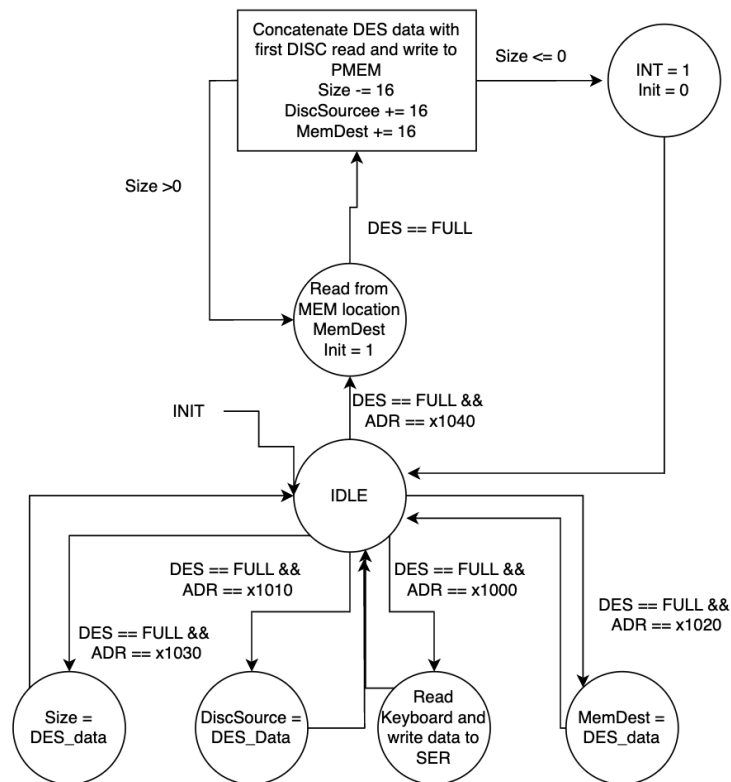 Concatenate DES data with
first DISC read and write to
PMEM
Size -= 16
DiscSourcee += 16
MemDest += 16
Size <= 0
INT = 1
Init = 0
Size >0
DES == FULL
Read from
MEM location
MemDest
Init = 1
DES == FULL &&
ADR == x1040
INIT
IDLE
DES == FULL &&
ADR == x1010
DES == FULL &&
ADR == x1000
DES == FULL &&
ADR == x1020
DES == FULL &&
ADR == x1030
Size =
DES_data
DiscSource =
DES_Data
Read
Keyboard and
write data to
SER
MemDest =
DES_data